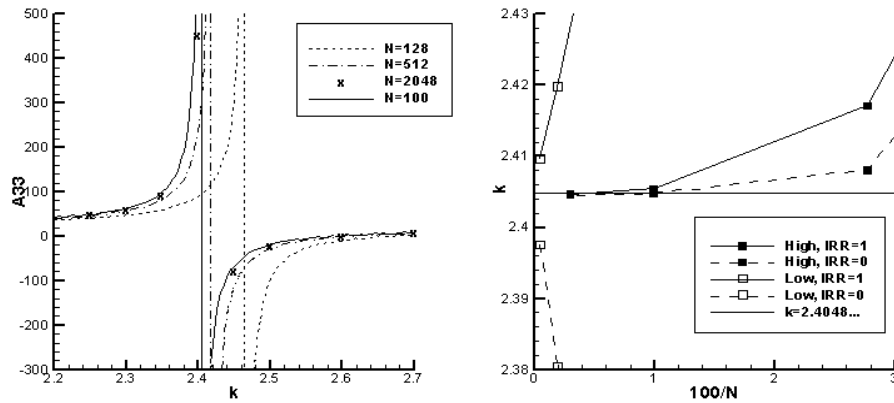 500
400
300
200
100
0
-100
-200
-300
A33
2.2
2.3
2.4
2.5
2.6
2.7
k
N=128
N=512
N=2048
N=100
2.43
2.42
2.41
2.4
2.39
2.38
k
0
1
2
3
100/N
High, IRR=1
High, IRR=0
Low, IRR=1
Low, IRR=0
k=2.4048...